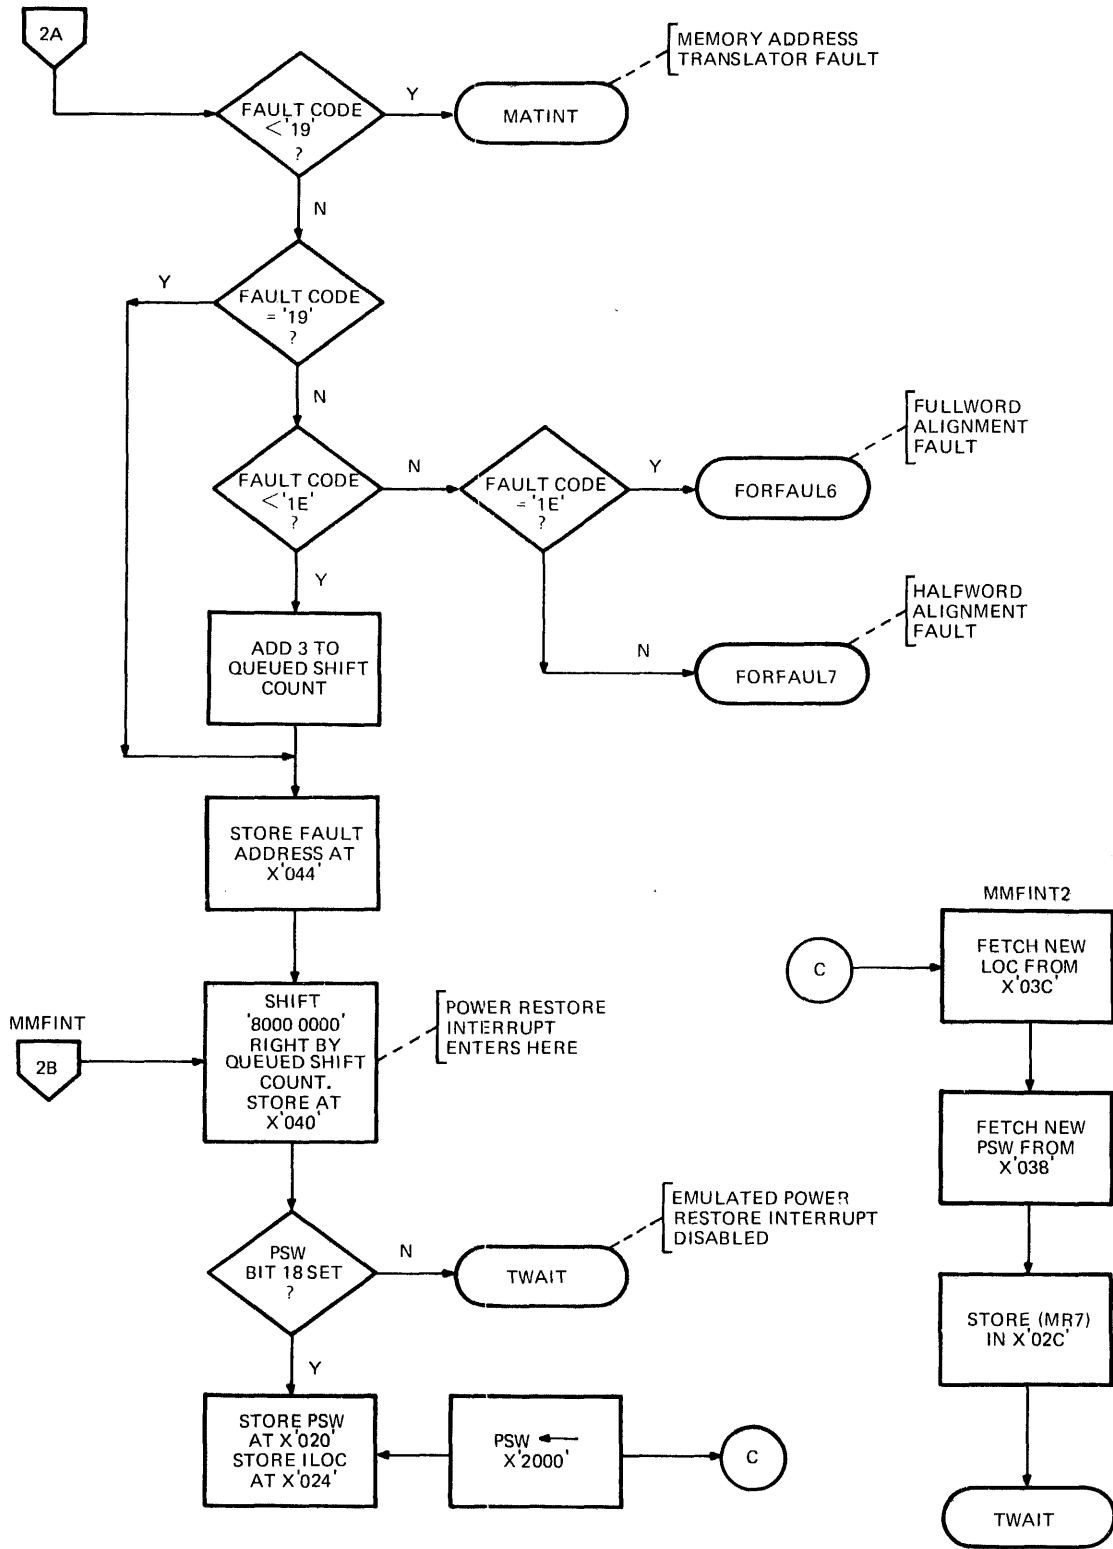 2A
MEMORY ADDRESS
TRANSLATOR FAULT
FAULT CODE
<'19'
?
Y
MATINT
N
Y
FAULT CODE
= '19'
?
N
FAULT CODE
<'1E'
?
N
FAULT CODE
= '1E'
?
Y
FORFAUL6
FULLWORD
ALIGNMENT
FAULT
Y
N
FORFAUL7
HALFWORD
ALIGNMENT
FAULT
ADD 3 TO
QUEUED SHIFT
COUNT
STORE FAULT
ADDRESS AT
X'044'
MMFINT
2B
SHIFT
'8000 0000'
RIGHT BY
QUEUED SHIFT
COUNT.
STORE AT
X'040'
POWER RESTORE
INTERRUPT
ENTERS HERE
PSW
BIT 18 SET
?
N
TWAIT
EMULATED POWER
RESTORE INTERRUPT
DISABLED
Y
STORE PSW
AT X'020'
STORE ILOC
AT X'024'
PSW ←
X'2000'
C
MMFINT2
C
FETCH NEW
LOC FROM
X'03C'
FETCH NEW
PSW FROM
X'038'
STORE (MR7)
IN X'02C'
TWAIT